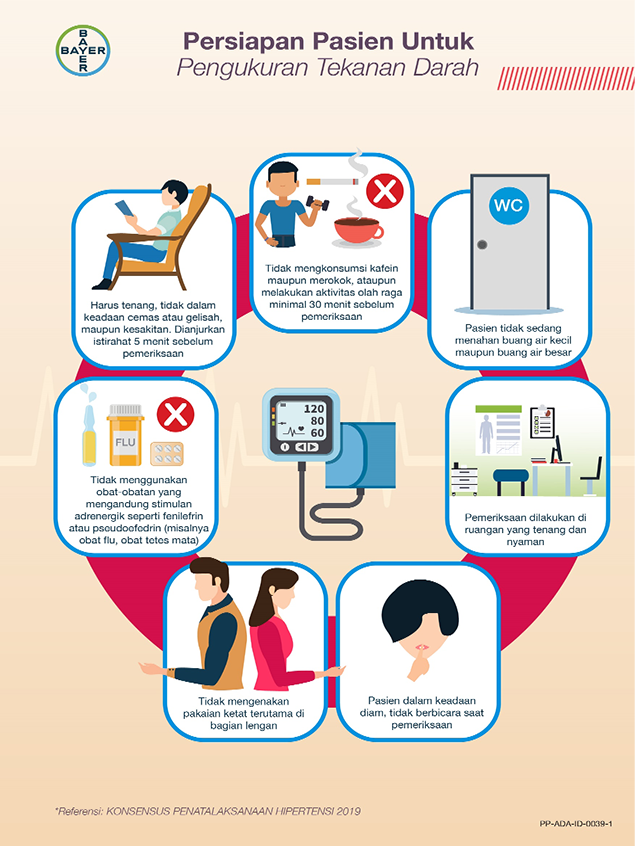 BAYER
BAYER
Persiapan Pasien Untuk
Pengukuran Tekanan Darah
Harus tenang, tidak dalam
keadaan cemas atau gelisah,
maupun kesakitan. Dianjurkan
istirahat 5 menit sebelum
pemeriksaan
Tidak mengkonsumsi kafein
maupun merokok, ataupun
melakukan aktivitas olah raga
minimal 30 menit sebelum
pemeriksaan
WC
Pasien tidak sedang
menahan buang air kecil
maupun buang air besar
FLU
Tidak menggunakan
obat-obatan yang
mengandung stimulan
adrenergik seperti fenilefrin
atau pseudoefedrin (misalnya
obat flu, obat tetes mata)
120
80
60
Pemeriksaan dilakukan di
ruangan yang tenang dan
nyaman
Tidak mengenakan
pakaian ketat terutama di
bagian lengan
Pasien dalam keadaan
diam, tidak berbicara saat
pemeriksaan
*Referensi: KONSENSUS PENATALAKSANAAN HIPERTENSI 2019
PP-ADA-ID-0039-1